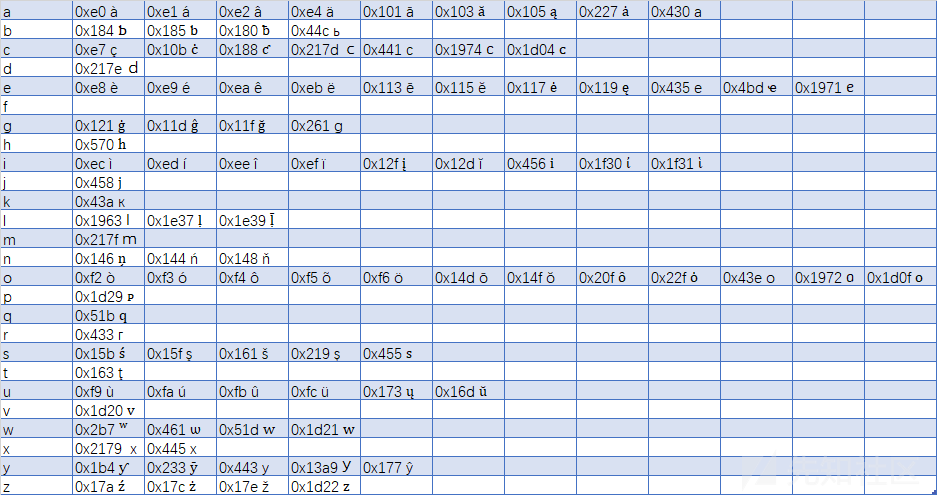 a 0xe0 à 0xe1 á 0xe2 â 0xe4 ä 0x101 ā 0x103 ă 0x105 ą 0x227 ȧ 0x430 а
b 0x184 Ƅ 0x185 ƅ 0x180 ƀ 0x44c ь
c 0xe7 ç 0x10b ċ 0x188 ƈ 0x217d ⅽ 0x441 с 0x1974 ᥴ 0x1d04 ᴄ
d 0x217e ⅾ
e 0xe8 è 0xe9 é 0xea ê 0xeb ë 0x113 ē 0x115 ĕ 0x117 ė 0x119 ę 0x435 е 0x4bd ҽ 0x1971 ᥱ
f
g 0x121 ġ 0x11d ĝ 0x11f ğ 0x261 ɡ
h 0x570 հ
i 0xec ì 0xed í 0xee î 0xef ï 0x12f į 0x12d ĭ 0x456 і 0x1f30 ἰ 0x1f31 ἱ
j 0x458 ј
k 0x43a к
l 0x1963 ᥣ 0x1e37 ḷ 0x1e39 ḹ
m 0x217f ⅿ
n 0x146 ņ 0x144 ń 0x148 ň
o 0xf2 ò 0xf3 ó 0xf4 ô 0xf5 õ 0xf6 ö 0x14d ō 0x14f ŏ 0x20f ȏ 0x22f ȯ 0x43e о 0x1972 ᥲ 0x1d0f ᴏ
p 0x1d29 ᴩ
q 0x51b ԛ
r 0x433 г
s 0x15b ś 0x15f ş 0x161 š 0x219 ș 0x455 ѕ
t 0x163 ţ
u 0xf9 ù 0xfa ú 0xfb û 0xfc ü 0x173 ų 0x16d ŭ
v 0x1d20 ᴠ
w 0x2b7 ʷ 0x461 ѡ 0x51d ԝ 0x1d21 ᴡ
x 0x2179 ⅹ 0x445 х
y 0x1b4 ƴ 0x233 ȳ 0x443 у 0x13a9 Ꭹ 0x177 ŷ
z 0x17a ź 0x17c ż 0x17e ž 0x1d22 ᴢ